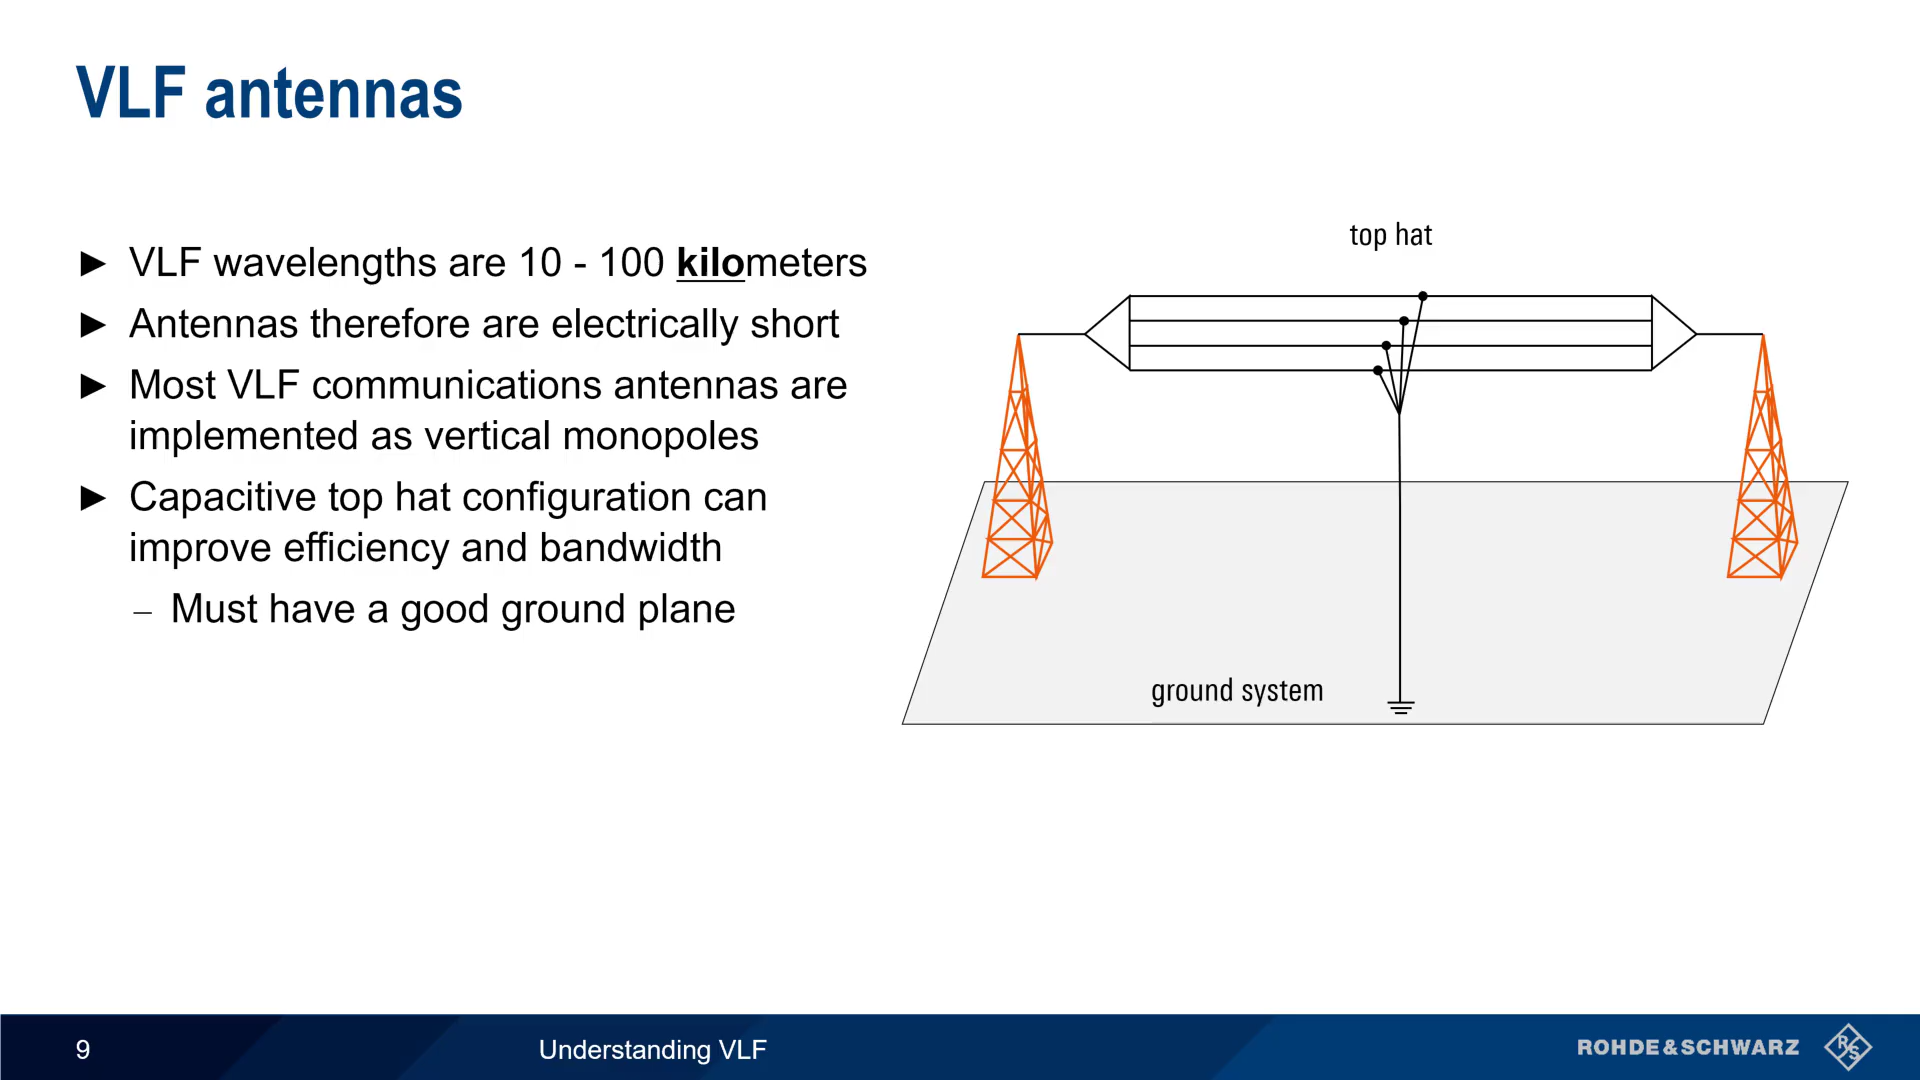 VLF antennas
► VLF wavelengths are 10 - 100 kilometers
► Antennas therefore are electrically short
► Most VLF communications antennas are
implemented as vertical monopoles
► Capacitive top hat configuration can
improve efficiency and bandwidth
– Must have a good ground plane
top hat
ground system
9
Understanding VLF
ROHDE&SCHWARZ
RS